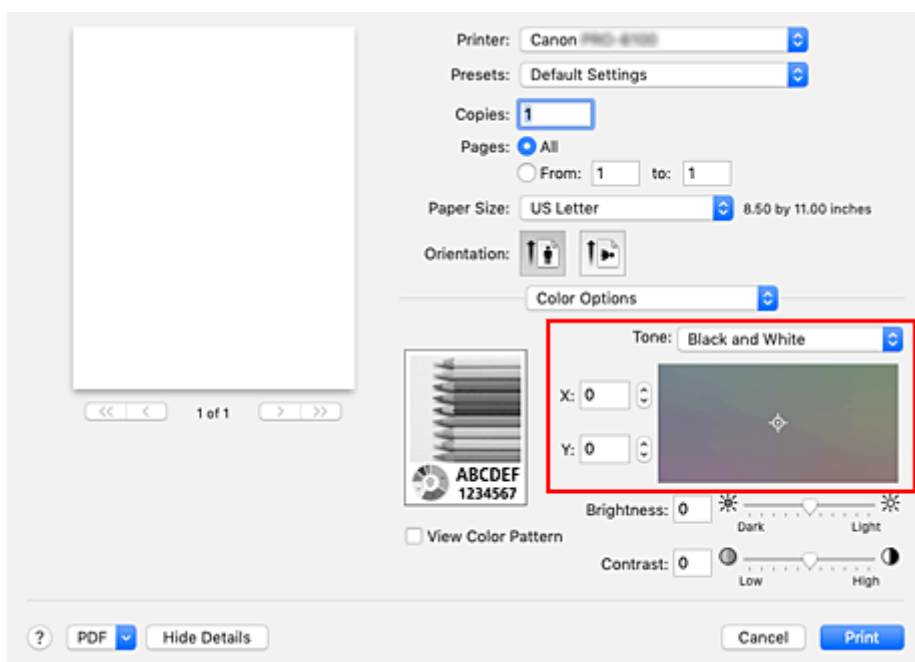 Printer: Canon
Presets: Default Settings
Copies: 1
Pages: All
From: 1 to: 1
Paper Size: US Letter 8.50 by 11.00 inches
Orientation:
Color Options
Tone: Black and White
X: 0
Y: 0
<< < 1 of 1 > >>
ABCDEF
1234567
Brightness: 0
Dark Light
View Color Pattern
Contrast: 0
Low High
? PDF Hide Details Cancel Print